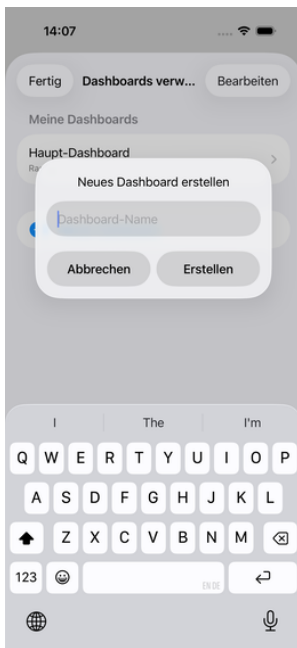 14:07
Fertig Dashboards verw... Bearbeiten
Meine Dashboards
Haupt-Dashboard
Neues Dashboard erstellen
Dashboard-Name
Abbrechen Erstellen
I The I'm
Q W E R T Y U I O P
A S D F G H J K L
Z X C V B N M
123
EN DE